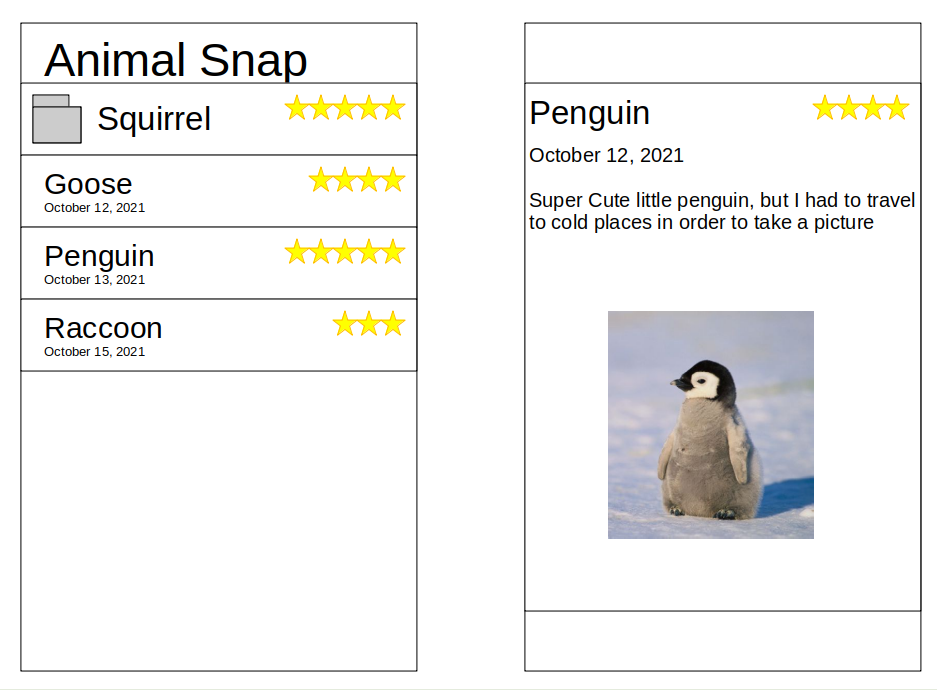 Animal Snap
Squirrel
Goose
October 12, 2021
Penguin
October 13, 2021
Raccoon
October 15, 2021
Penguin
October 12, 2021
Super Cute little penguin, but I had to travel
to cold places in order to take a picture